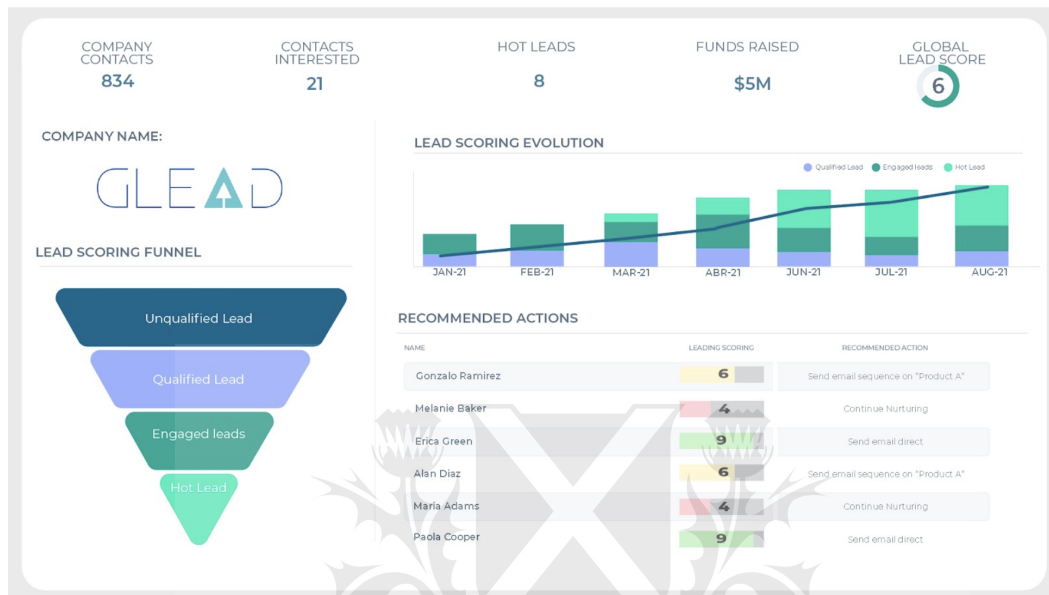 COMPANY
CONTACTS
834
CONTACTS
INTERESTED
21
HOT LEADS
8
FUNDS RAISED
$5M
GLOBAL
LEAD SCORE
6
COMPANY NAME:
GLEAD
LEAD SCORING FUNNEL
Unqualified Lead
Qualified Lead
Engaged leads
Hot Lead
LEAD SCORING EVOLUTION
Qualified Lead Engaged leads Hot Lead
JAN-21 FEB-21 MAR-21 ABR-21 JUN-21 JUL-21 AUG-21
RECOMMENDED ACTIONS
NAME LEADING SCORING RECOMMENDED ACTION
Gonzalo Ramirez 6 Send email sequence on "Product A"
Melanie Baker 4 Continue Nurturing
Erica Green 9 Send email direct
Alan Diaz 6 Send email sequence on "Product A"
Maria Adams 4 Continue Nurturing
Paola Cooper 9 Send email direct